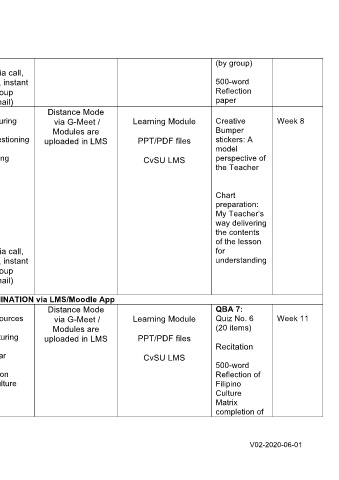 (by group)
ia call,
, instant
oup
nail)
500-word
Reflection
paper
uring
estioning
ng
ia call,
, instant
oup
nail)
Distance Mode
via G-Meet /
Modules are
uploaded in LMS
Learning Module
PPT/PDF files
CvSU LMS
Creative
Bumper
stickers: A
model
perspective of
the Teacher
Chart
preparation:
My Teacher's
way delivering
the contents
of the lesson
for
understanding
Week 8
INATION via LMS/Moodle App
ources
turing
ar
on
lture
Distance Mode
via G-Meet /
Modules are
uploaded in LMS
Learning Module
PPT/PDF files
CvSU LMS
QBA 7:
Quiz No. 6
(20 items)
Recitation
500-word
Reflection of
Filipino
Culture
Matrix
completion of
Week 11
V02-2020-06-01